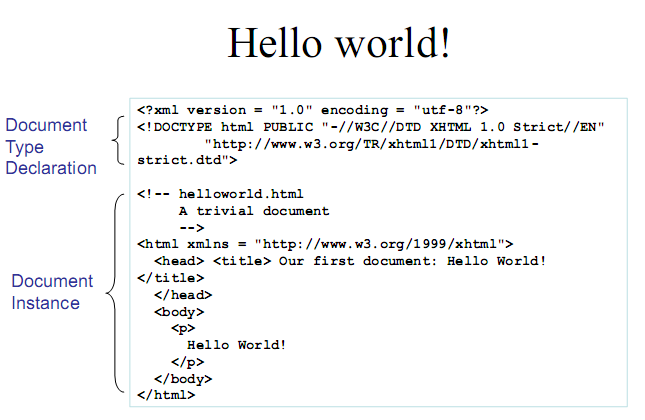 Hello world!
Document
Type
Declaration
<?xml version = "1.0" encoding = "utf-8"?>
<!DOCTYPE html PUBLIC "-//W3C//DTD XHTML 1.0 Strict//EN"
"http://www.w3.org/TR/xhtml1/DTD/xhtml1-
strict.dtd">
Document
Instance
<!-- helloworld.html
A trivial document
-->
<html xmlns = "http://www.w3.org/1999/xhtml">
<head> <title> Our first document: Hello World!
</title>
</head>
<body>
<p>
Hello World!
</p>
</body>
</html>